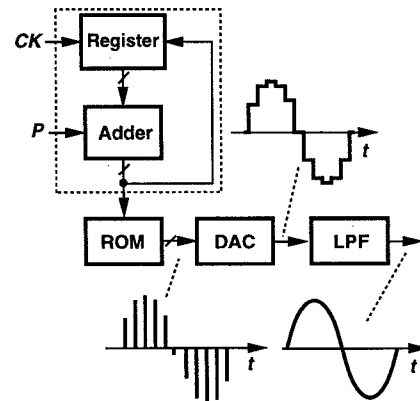 CK
Register
P
Adder
t
ROM
DAC
LPF
t
t